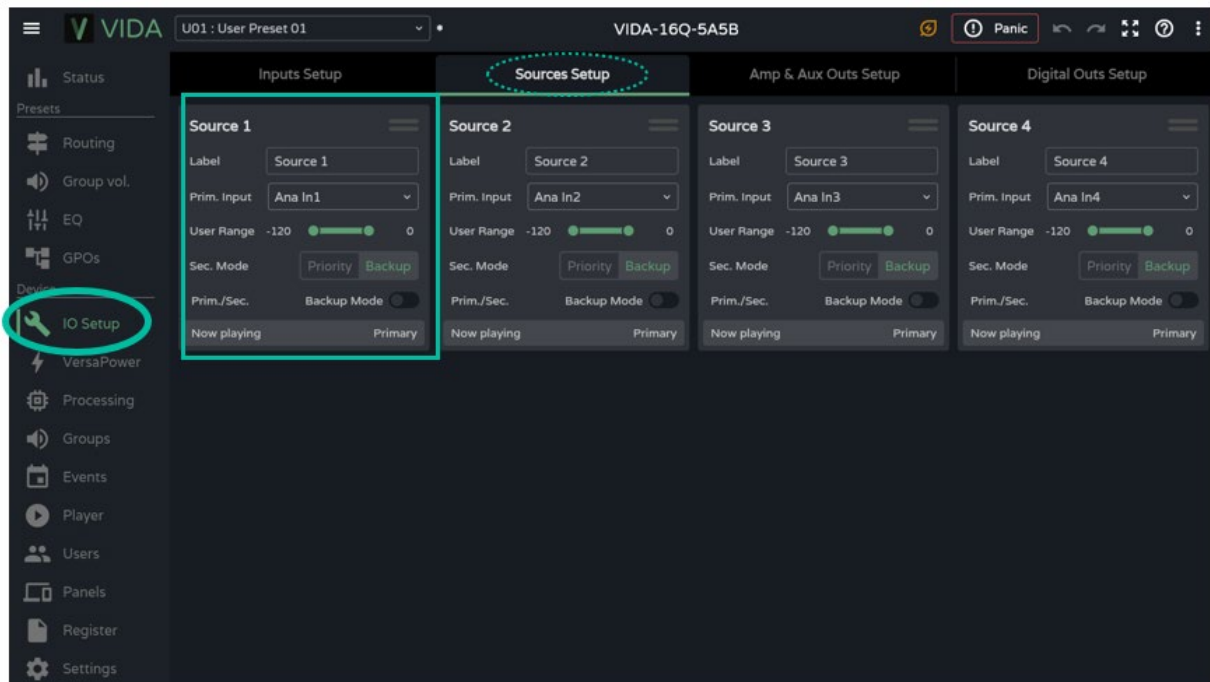 VIDA
U01 : User Preset 01
VIDA-16Q-5A5B
Panic
Status
Presets
Routing
Group vol.
EQ
GPOs
Device
IO Setup
VersaPower
Processing
Groups
Events
Player
Users
Panels
Register
Settings
Inputs Setup
Sources Setup
Amp & Aux Outs Setup
Digital Outs Setup
Source 1
Label Source 1
Prim. Input Ana In1
User Range -120 0
Sec. Mode Priority Backup
Prim./Sec. Backup Mode
Now playing Primary
Source 2
Label Source 2
Prim. Input Ana In2
User Range -120 0
Sec. Mode Priority Backup
Prim./Sec. Backup Mode
Now playing Primary
Source 3
Label Source 3
Prim. Input Ana In3
User Range -120 0
Sec. Mode Priority Backup
Prim./Sec. Backup Mode
Now playing Primary
Source 4
Label Source 4
Prim. Input Ana In4
User Range -120 0
Sec. Mode Priority Backup
Prim./Sec. Backup Mode
Now playing Primary